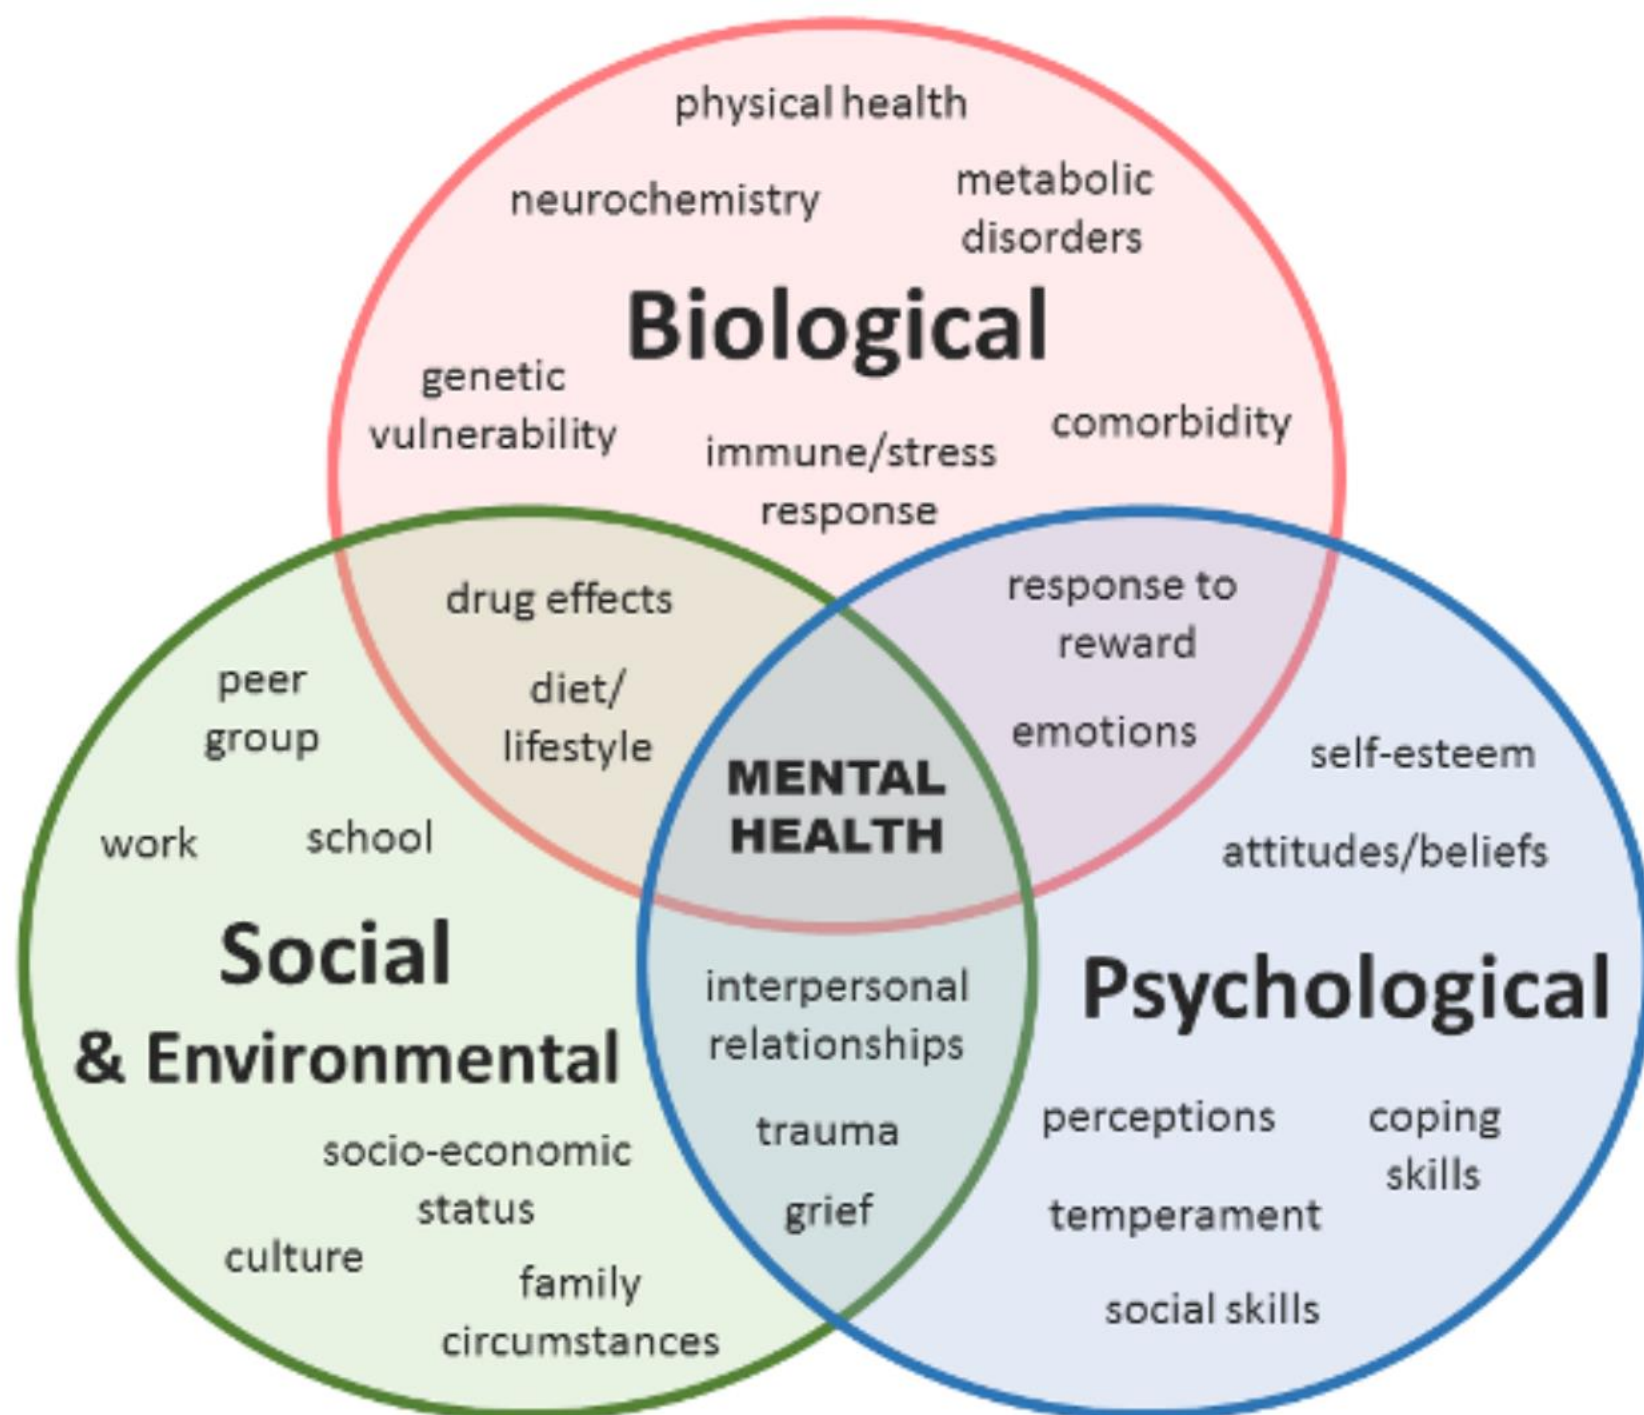 physical health
neurochemistry
metabolic
disorders
Biological
genetic
vulnerability
immune/stress
response
comorbidity
drug effects
diet/
lifestyle
response to
reward
emotions
MENTAL
HEALTH
peer
group
work
school
Social
& Environmental
socio-economic
status
culture
family
circumstances
interpersonal
relationships
trauma
grief
self-esteem
attitudes/beliefs
Psychological
perceptions
coping
skills
temperament
social skills